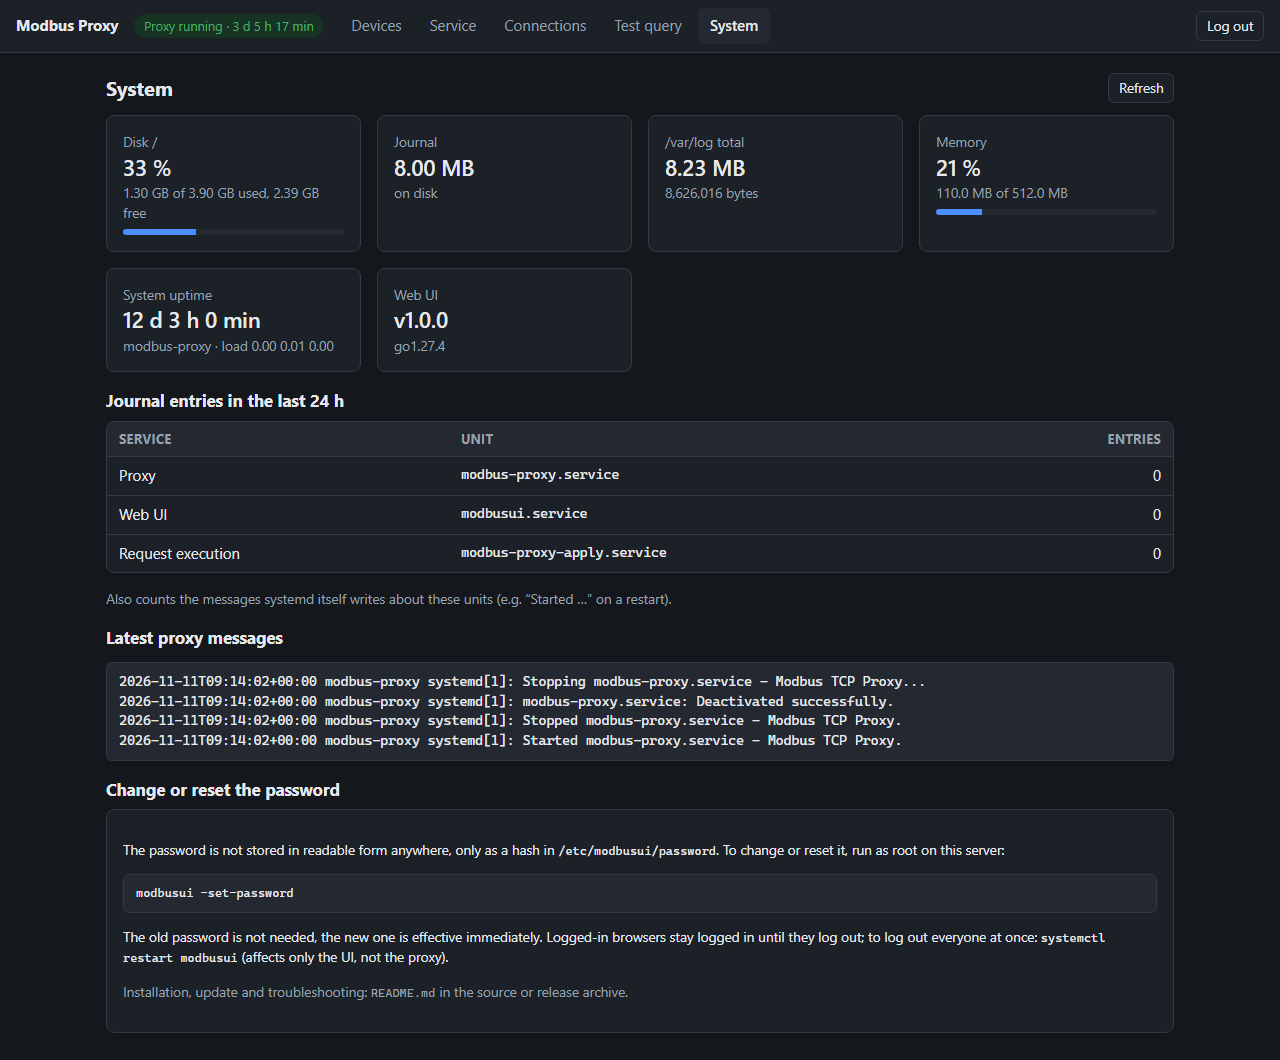 Modbus Proxy
Proxy running · 3 d 5 h 17 min
Devices
Service
Connections
Test query
System
Log out
System
Refresh
Disk /
33 %
1.30 GB of 3.90 GB used, 2.39 GB
free
Journal
8.00 MB
on disk
/var/log total
8.23 MB
8,626,016 bytes
Memory
21 %
110.0 MB of 512.0 MB
System uptime
12 d 3 h 0 min
modbus-proxy · load 0.00 0.01 0.00
Web UI
v1.0.0
go1.27.4
Journal entries in the last 24 h
SERVICE UNIT ENTRIES
Proxy modbus-proxy.service 0
Web UI modbusui.service 0
Request execution modbus-proxy-apply.service 0
Also counts the messages systemd itself writes about these units (e.g. “Started …” on a restart).
Latest proxy messages
2026-11-11T09:14:02+00:00 modbus-proxy systemd[1]: Stopping modbus-proxy.service - Modbus TCP Proxy...
2026-11-11T09:14:02+00:00 modbus-proxy systemd[1]: modbus-proxy.service: Deactivated successfully.
2026-11-11T09:14:02+00:00 modbus-proxy systemd[1]: Stopped modbus-proxy.service - Modbus TCP Proxy.
2026-11-11T09:14:02+00:00 modbus-proxy systemd[1]: Started modbus-proxy.service - Modbus TCP Proxy.
Change or reset the password
The password is not stored in readable form anywhere, only as a hash in /etc/modbusui/password. To change or reset it, run as root on this server:
modbusui -set-password
The old password is not needed, the new one is effective immediately. Logged-in browsers stay logged in until they log out; to log out everyone at once: systemctl
restart modbusui (affects only the UI, not the proxy).
Installation, update and troubleshooting: README.md in the source or release archive.